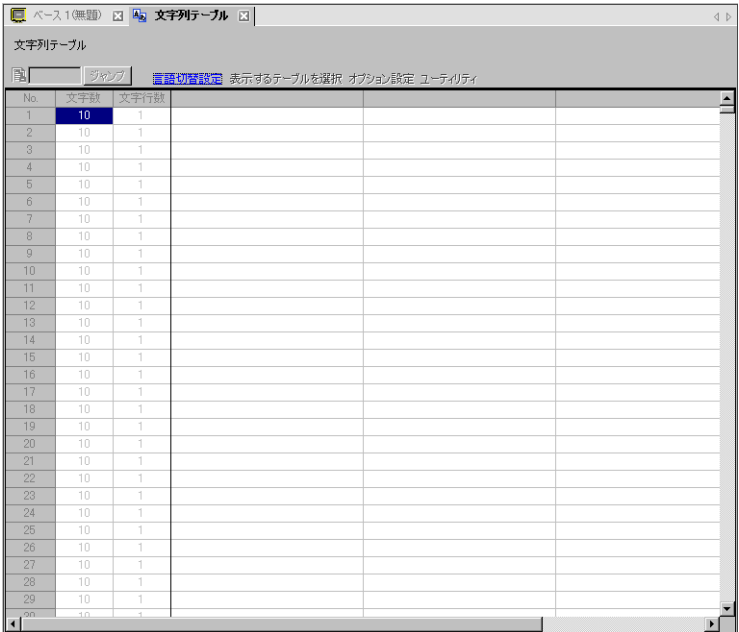 ベース1(無題) 文字列テーブル
文字列テーブル
ジャンプ 言語切替設定 表示するテーブルを選択 オプション設定 ユーティリティ
No. 文字数 文字行数
1 10 1
2 10 1
3 10 1
4 10 1
5 10 1
6 10 1
7 10 1
8 10 1
9 10 1
10 10 1
11 10 1
12 10 1
13 10 1
14 10 1
15 10 1
16 10 1
17 10 1
18 10 1
19 10 1
20 10 1
21 10 1
22 10 1
23 10 1
24 10 1
25 10 1
26 10 1
27 10 1
28 10 1
29 10 1